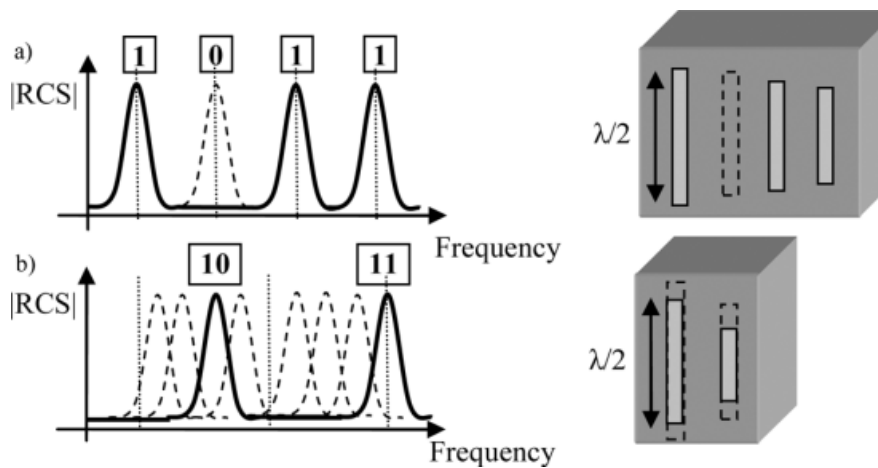 a)
1 0 1 1
|RCS|
λ/2
Frequency
b)
10 11
|RCS|
λ/2
Frequency